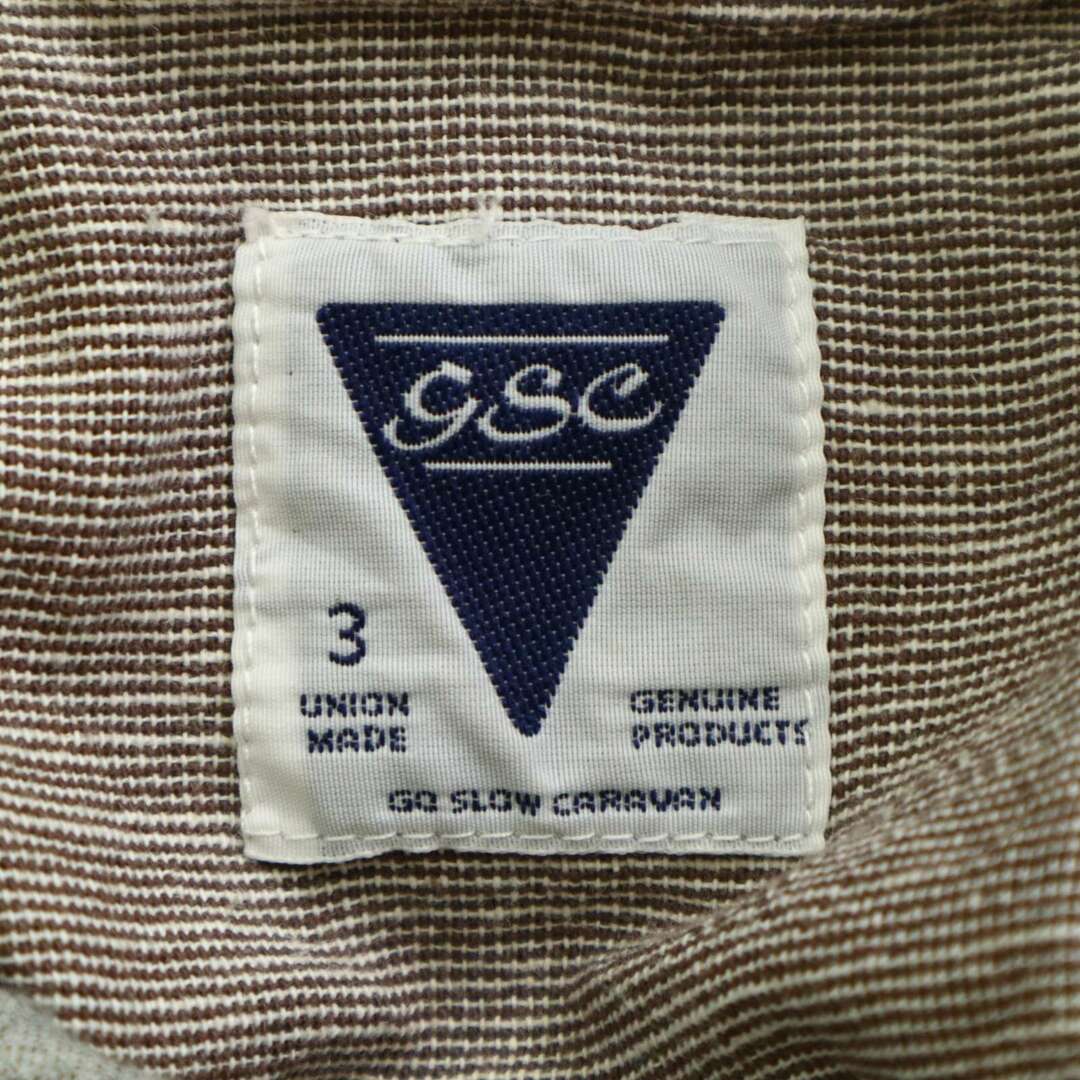 GSC
3
UNION
MADE
GENUINE
PRODUCTS
GO SLOW CARAVAN